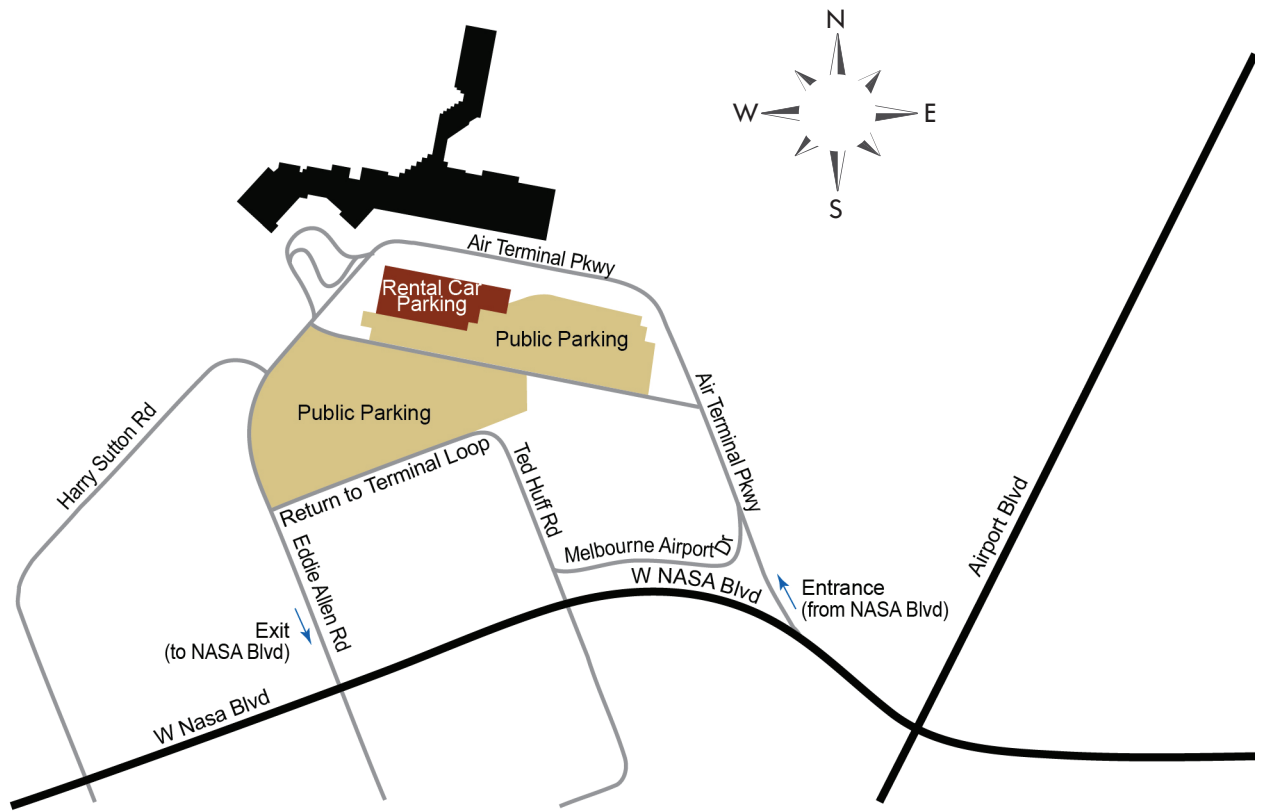 N
W
E
S
Air Terminal Pkwy
Rental Car
Parking
Public Parking
Air Terminal Pkwy
Public Parking
Harry Sutton Rd
Return to Terminal Loop
Ted Huff Rd
Airport Blvd
Melbourne Airport Dr
W NASA Blvd
Eddie Allen Rd
Entrance
(from NASA Blvd)
Exit
(to NASA Blvd)
W Nasa Blvd